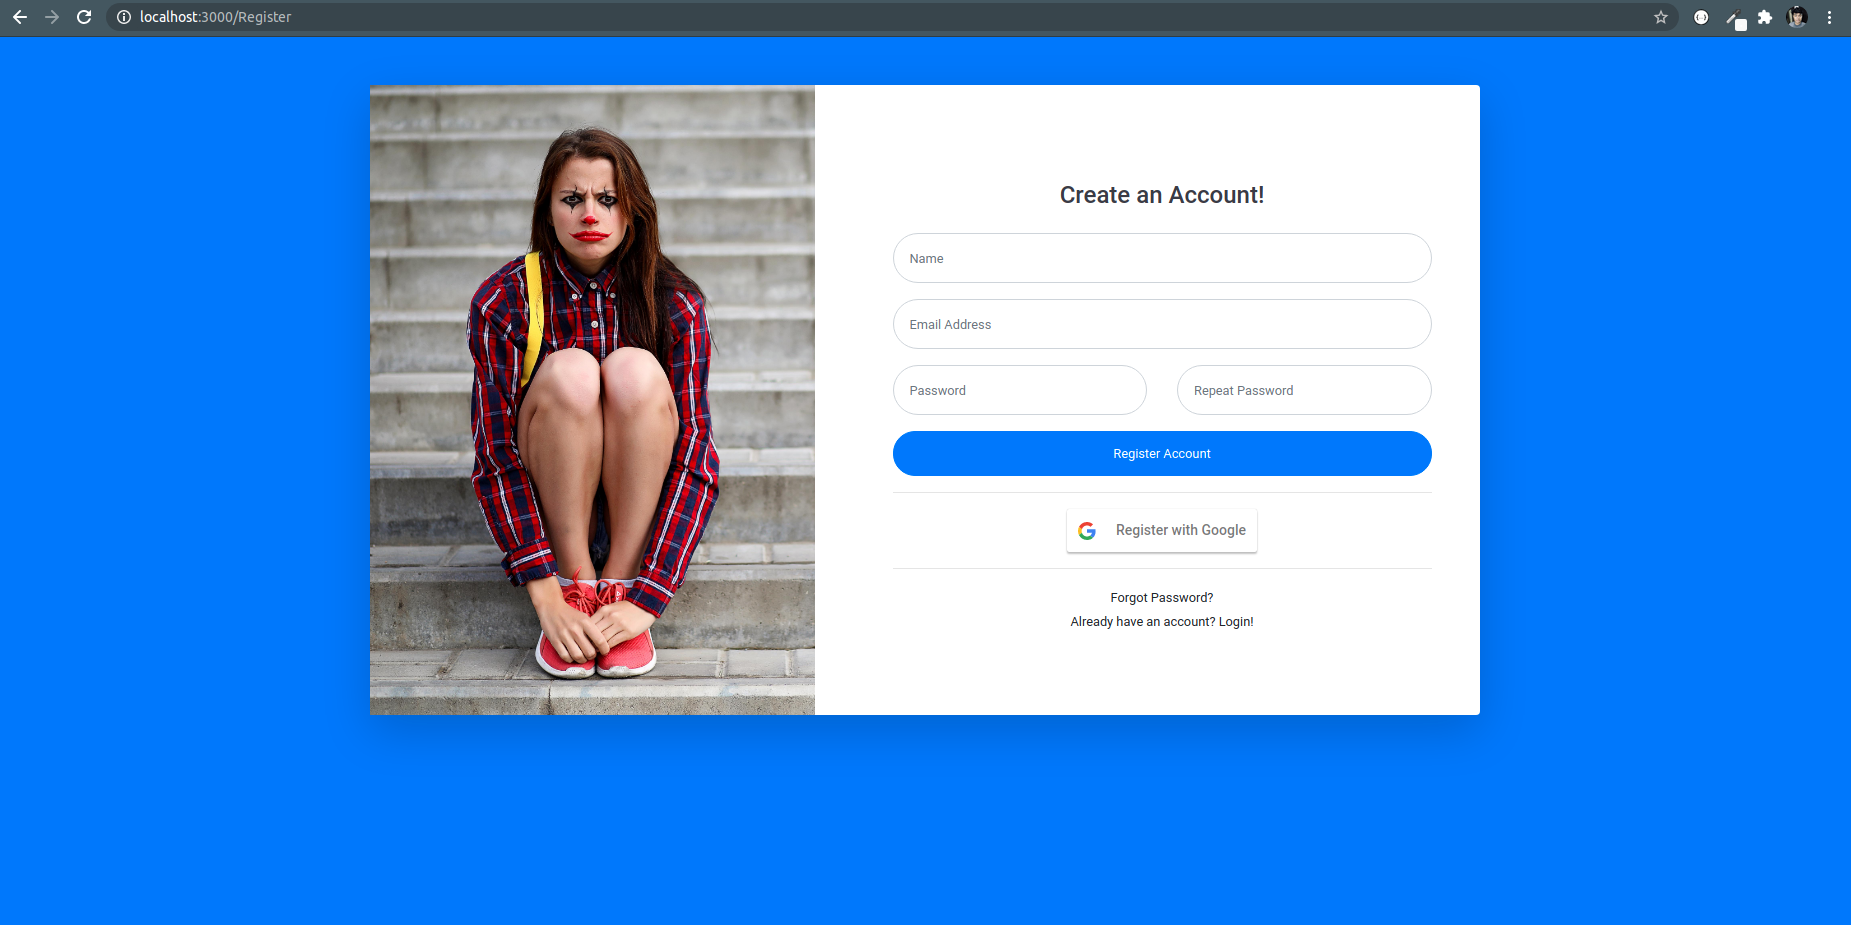 localhost:3000/Register
Create an Account!
Name
Email Address
Password
Repeat Password
Register Account
Register with Google
Forgot Password?
Already have an account? Login!